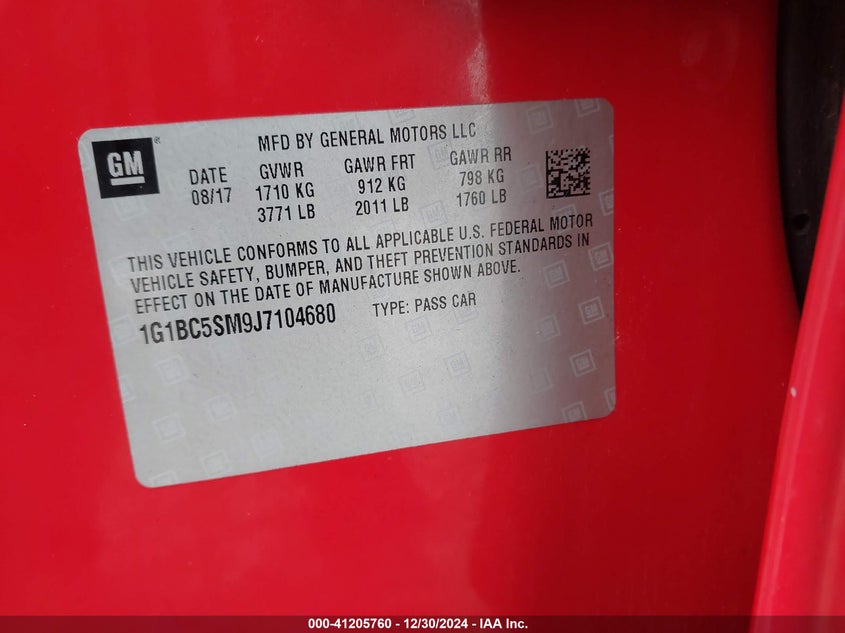 GM
MFD BY GENERAL MOTORS LLC
DATE GVWR GAWR FRT GAWR RR
08/17 1710 KG 912 KG 798 KG
3771 LB 2011 LB 1760 LB
THIS VEHICLE CONFORMS TO ALL APPLICABLE U.S. FEDERAL MOTOR
VEHICLE SAFETY, BUMPER, AND THEFT PREVENTION STANDARDS IN
EFFECT ON THE DATE OF MANUFACTURE SHOWN ABOVE.
1G1BC5SM9J7104680 TYPE: PASS CAR
000-41205760 - 12/30/2024 - IAA Inc.